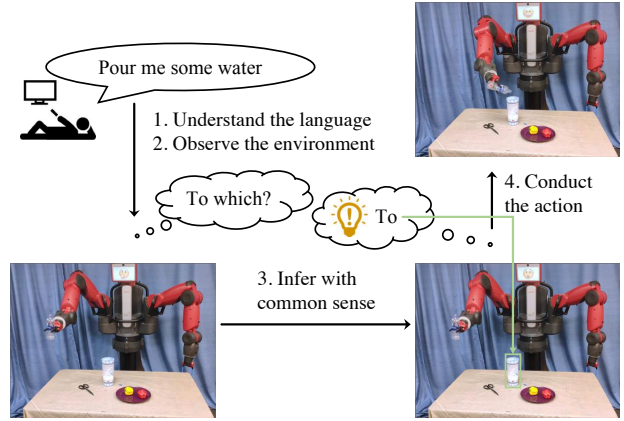 Pour me some water
1. Understand the language
2. Observe the environment
To which?
To
4. Conduct
the action
3. Infer with
common sense